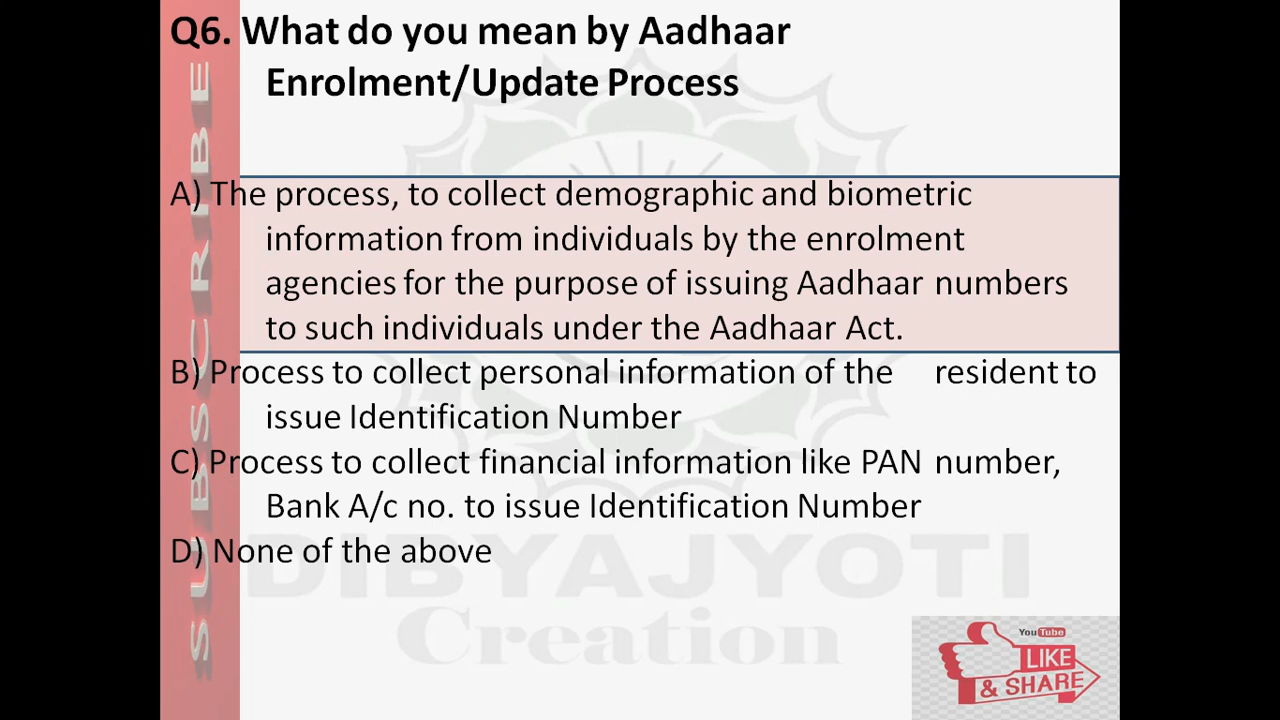 Q6. What do you mean by Aadhaar
Enrolment/Update Process
A) The process, to collect demographic and biometric
information from individuals by the enrolment
agencies for the purpose of issuing Aadhaar numbers
to such individuals under the Aadhaar Act.
B) Process to collect personal information of the resident to
issue Identification Number
C) Process to collect financial information like PAN number,
Bank A/c no. to issue Identification Number
D) None of the above
SUBSCRIBE
DIBYAJYOTI
Creation
YouTube
LIKE
& SHARE